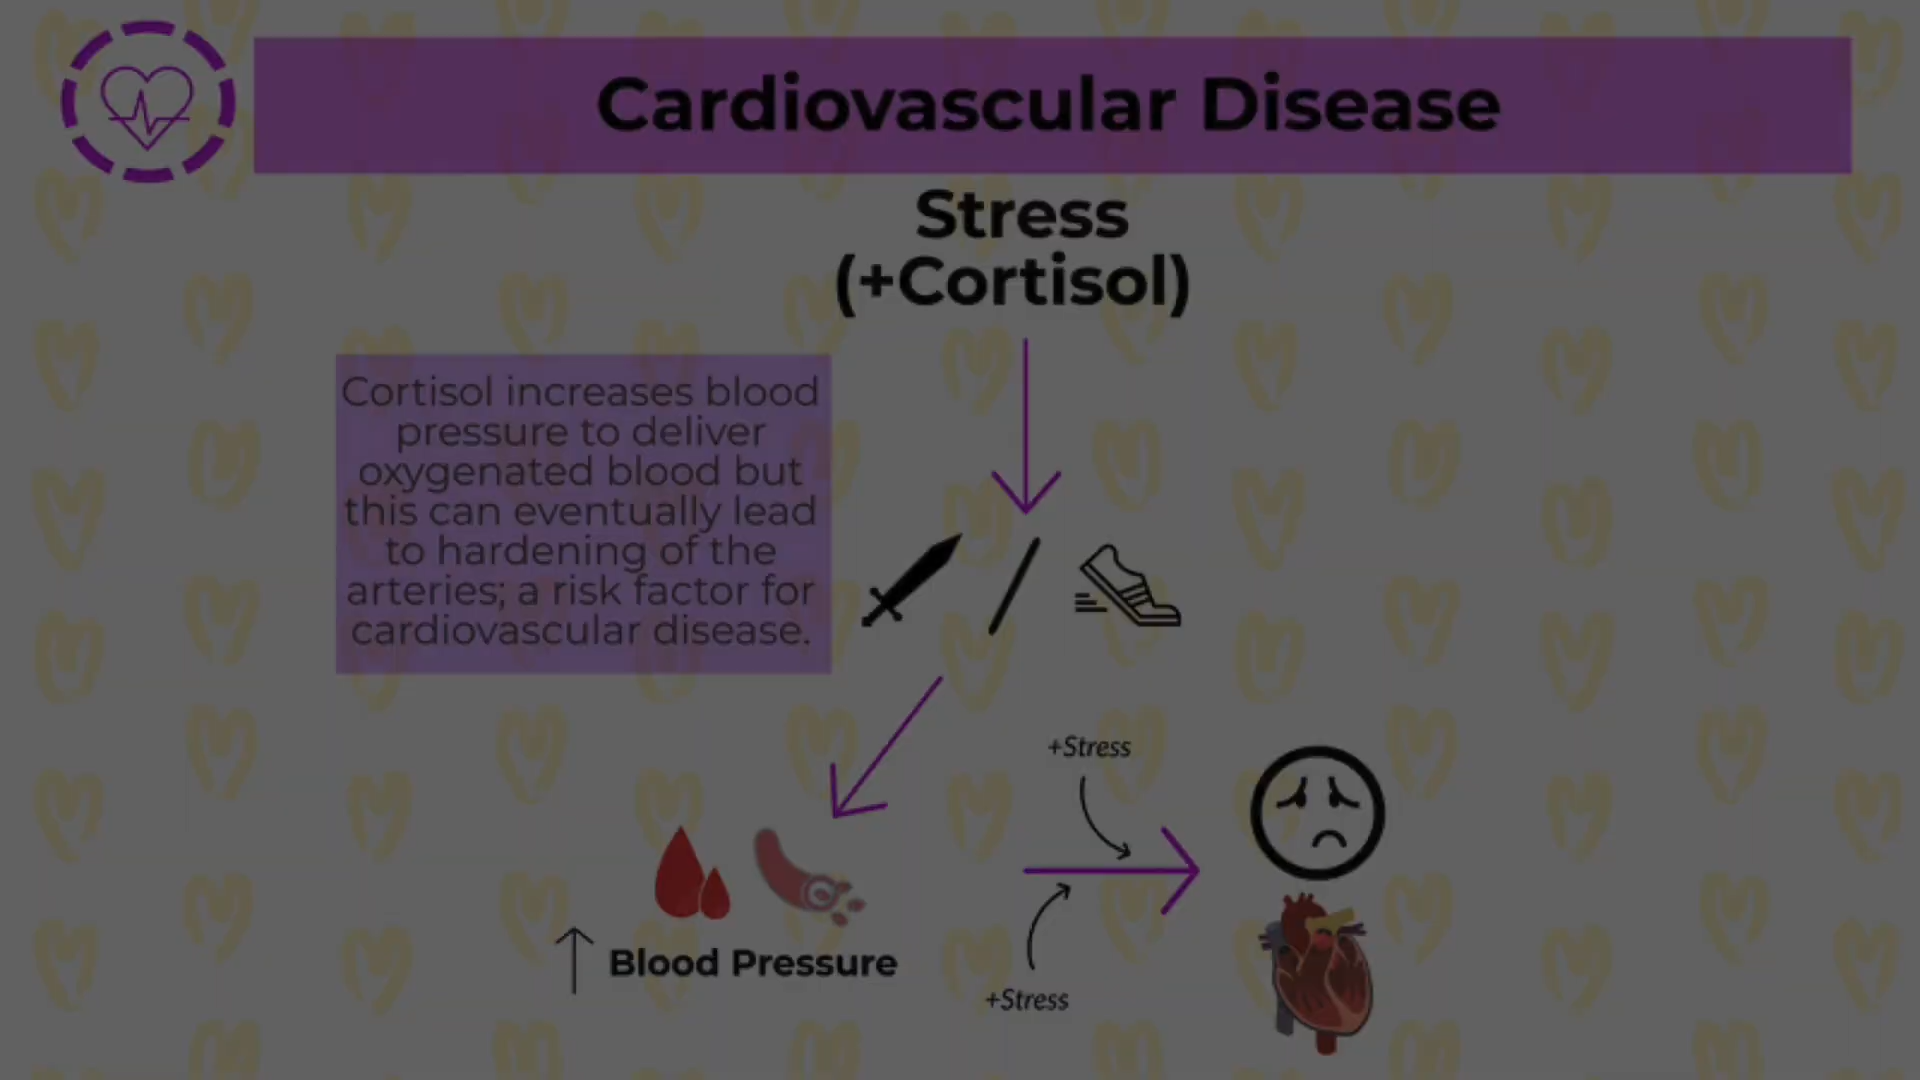 Cardiovascular Disease
Stress
(+Cortisol)
Cortisol increases blood
pressure to deliver
oxygenated blood but
this can eventually lead
to hardening of the
arteries; a risk factor for
cardiovascular disease.
+Stress
Blood Pressure
+Stress